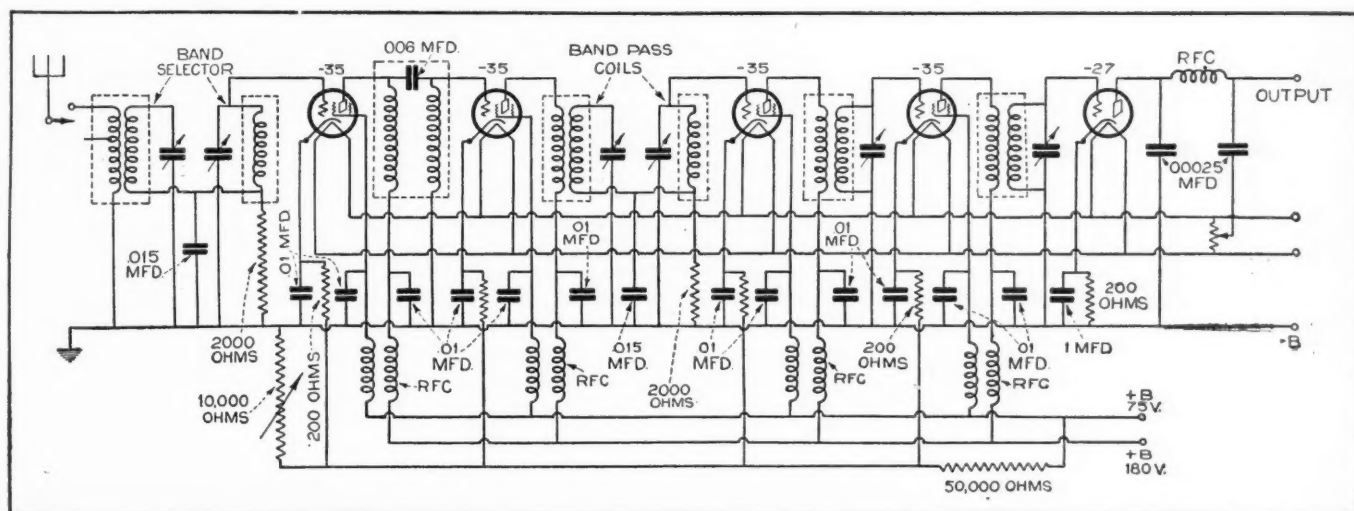 BAND
SELECTOR
-35
006 MFD.
-35
BAND PASS
COILS
-35
-35
-27
RFC
OUTPUT
.00025
MFD
.015
MFD.
2000
OHMS
.01 MFD
200 OHMS
10,000
OHMS
.01
MFD.
RFC
.01
MFD
RFC
.015
MFD.
2000
OHMS
.01
MFD.
.01
MFD
RFC
200
OHMS
.01
MFD.
RFC
1 MFD.
200
OHMS
-B
+B
75V.
+B
180V.
50,000 OHMS